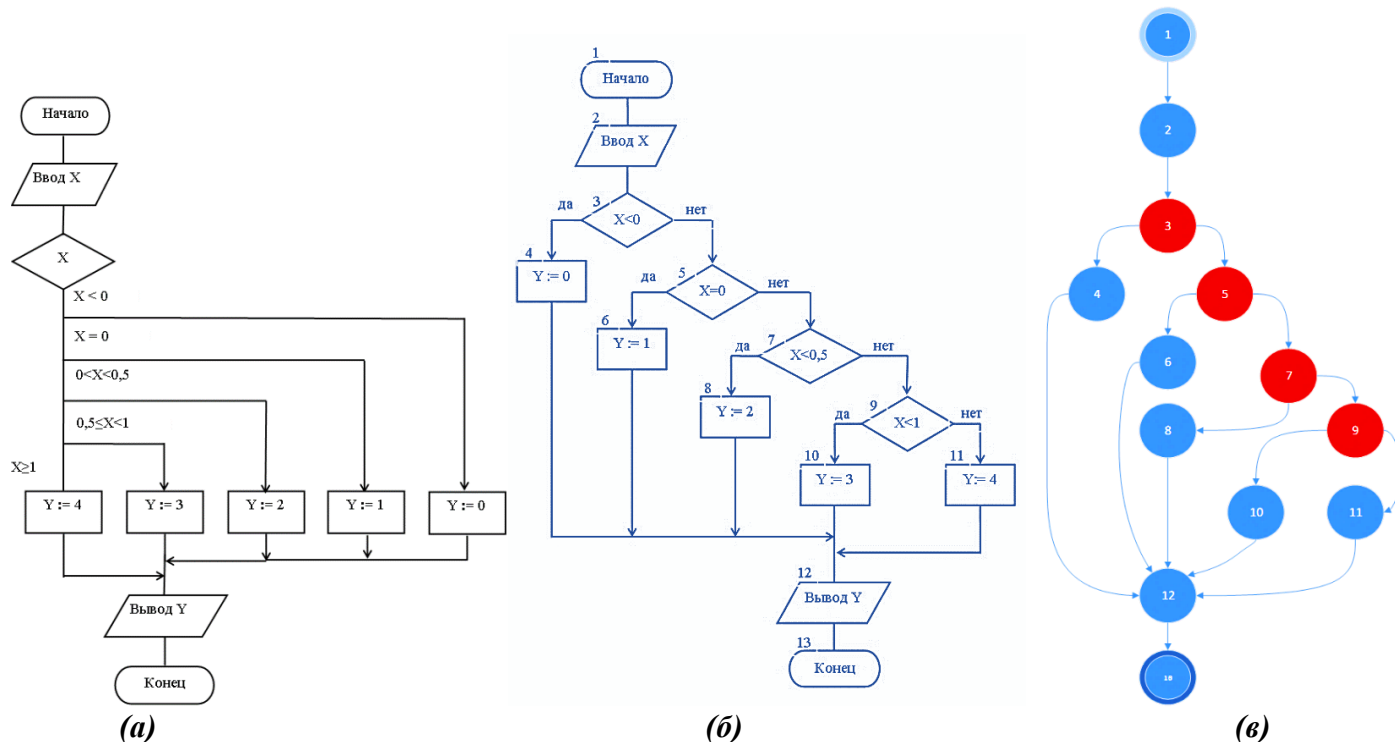 Начало
Ввод X
X
X < 0
X = 0
0<X<0,5
0,5≤X<1
X≥1
Y := 4
Y := 3
Y := 2
Y := 1
Y := 0
Вывод Y
Конец
(а)
1
Начало
2
Ввод X
да
3
X<0
нет
4
Y := 0
да
5
X=0
нет
6
Y := 1
да
7
X<0,5
нет
8
Y := 2
да
9
X<1
нет
10
Y := 3
11
Y:= 4
12
Вывод Y
13
Конец
(б)
1
2
3
4
5
6
7
8
9
10
11
12
(в)